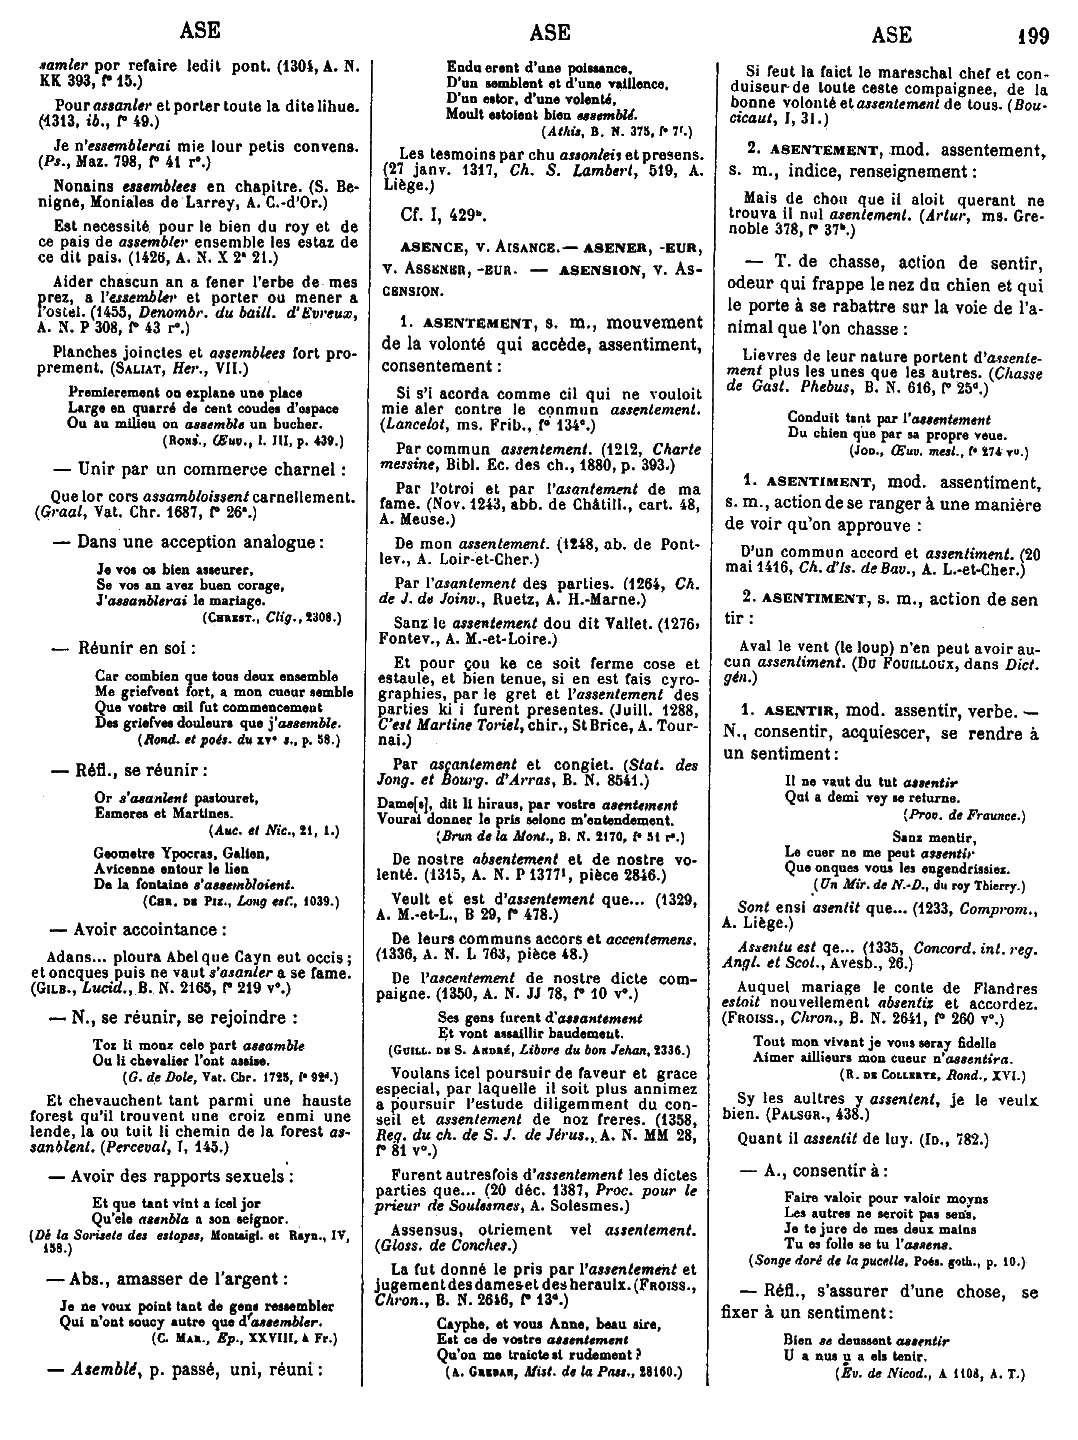 ASE
ASE
ASE
199
samler por refaire ledit pont. (1304, A. N.
KK 393, f° 15.)
Pour assanler et porter toute la dite lihue.
(1313, ib., f° 49.)
Je n'essemblerai mie lour petis convens.
(Ps., Maz. 798, f° 41 r°.)
Nonains essemblees en chapitre. (S. Be-
nigne, Moniales de Larrey, A. C.-d'Or.)
Est necessité pour le bien du roy et de
ce pais de assembler ensemble les estaz de
ce dit pais. (1426, A. N. X 2ª 21.)
Aider chascun an a fener l'erbe de mes
prez, a l'essembler et porter ou mener a
l'ostel. (1455, Denombr. du baill. d'Evreux,
A. N. P 308, f° 43 r°.)
Planches joinctes et assemblees fort pro-
prement. (SALIAT, Her., VII.)
Premierement on explane une place
Large en quarré de cent coudes d'espace
Ou au milieu on assemble un bucher.
(RONS., Œuv., l. III, p. 439.)
— Unir par un commerce charnel :
Que lor cors assambloissent carnellement.
(Graal, Vat. Chr. 1687, f° 26ª.)
— Dans une acception analogue :
Je vos os bien asseurer,
Se vos an avez buen corage,
J'assanblerai le mariage.
(CHREST., Clig., 2308.)
— Réunir en soi :
Car combien que tous deux ensemble
Me griefvent fort, a mon cueur semble
Que vostre œil fut commencement
Des griefves douleurs que j'assemble.
(Rond. et poés. du XV° s., p. 58.)
— Réfl., se réunir :
Or s'asanlent pastouret,
Esmeres et Martines.
(Auc. et Nic., 21, 1.)
Geometre Ypocras, Galien,
Avicenne entour le lien
De la fontaine s'assembloient.
(CHR. DE PIZ., Long est., 1039.)
— Avoir accointance :
Adans... ploura Abel que Cayn eut occis ;
et oncques puis ne vaut s'asanler a se fame.
(GILB., Lucid., B. N. 2165, f° 219 v°.)
— N., se réunir, se rejoindre :
Toz li monz cele part assamble
Ou li chevalier l'ont assise.
(G. de Dole, Vat. Chr. 1725, f° 92d.)
Et chevauchent tant parmi une hauste
forest qu'il trouvent une croiz enmi une
lende, la ou tuit li chemin de la forest as-
sanblent. (Perceval, I, 145.)
— Avoir des rapports sexuels :
Et que tant vint a icel jor
Qu'ele asenbla a son seignor.
(De la Sorisete des estopes, Montaigl. et Rayn., IV,
158.)
— Abs., amasser de l'argent :
Je ne veux point tant de gens ressembler
Qui n'ont soucy autre que d'assembler.
(C. MAR., Ep., XXVIII, à Fr.)
— Asemblé, p. passé, uni, réuni :
Endu erent d'une poissance,
D'un semblent et d'une vaillence,
D'un estor, d'une volenté,
Moult estoient bien essemblé.
(Athis, B. N. 375, f° 7f.)
Les tesmoins par chu assonleis et presens.
(27 janv. 1317, Ch. S. Lambert, 519, A.
Liège.)
Cf. I, 429b.
ASENCE, v. AISANCE. — ASENER, -EUR,
v. ASSENER, -EUR. — ASENSION, v. AS-
CENSION.
1. ASENTEMENT, s. m., mouvement
de la volonté qui accède, assentiment,
consentement :
Si s'i acorda comme cil qui ne vouloit
mie aler contre le conmun assentement.
(Lancelot, ms. Frib., f° 134ª.)
Par commun assentement. (1212, Charte
messine, Bibl. Ec. des ch., 1880, p. 393.)
Par l'otroi et par l'asantement de ma
fame. (Nov. 1243, abb. de Châtill., cart. 48,
A. Meuse.)
De mon assentement. (1248, ab. de Pont-
lev., A. Loir-et-Cher.)
Par l'asantement des parties. (1264, Ch.
de J. de Joinv., Ruetz, A. H.-Marne.)
Sanz le assentement dou dit Vallet. (1276,
Fontev., A. M.-et-Loire.)
Et pour çou ke ce soit ferme cose et
estaule, et bien tenue, si en est fais cyro-
graphies, par le gret et l'assentement des
parties ki i furent presentes. (Juill. 1288,
C'est Martine Toriel, chir., St Brice, A. Tour-
nai.)
Par asçantement et congiet. (Stat. des
Jong. et Bourg. d'Arras, B. N. 8541.)
Dame[s], dit li hiraus, par vostre asentement
Vourai donner le pris selonc m'entendement.
(Brun de la Mont., B. N. 2170, f° 51 r°.)
De nostre absentement et de nostre vo-
lenté. (1315, A. N. P 1377¹, pièce 2846.)
Veult et est d'assentement que... (1329,
A. M.-et-L., B 29, f° 478.)
De leurs communs accors et accentemens.
(1336, A. N. L 763, pièce 48.)
De l'ascentement de nostre dicte com-
paigne. (1350, A. N. JJ 78, f° 10 v°.)
Ses gens furent d'assantement
Et vont assaillir baudement.
(GUILL. DE S. ANDRÉ, Libvre du bon Jehan, 2336.)
Voulans icel poursuir de faveur et grace
especial, par laquelle il soit plus annimez
a poursuir l'estude diligemment du con-
seil et assentement de noz freres. (1358,
Reg. du ch. de S. J. de Jérus., A. N. MM 28,
f° 81 v°.)
Furent autresfois d'assentement les dictes
parties que... (20 déc. 1387, Proc. pour le
prieur de Soulesmes, A. Solesmes.)
Assensus, otriement vel assentement.
(Gloss. de Conches.)
La fut donné le pris par l'assentement et
jugement des dames et des heraulx. (FROISS.,
Chron., B. N. 2646, f° 13ª.)
Cayphe, et vous Anne, beau sire,
Est ce de vostre assentement
Qu'on me traicte si rudement ?
(A. GREBAN, Mist. de la Pass., 28160.)
Si feut la faict le mareschal chef et con-
duiseur de toute ceste compaignee, de la
bonne volonté et assentement de tous. (Bou-
cicaut, I, 31.)
2. ASENTEMENT, mod. assentement,
s. m., indice, renseignement :
Mais de chou que il aloit querant ne
trouva il nul asentement. (Artur, ms. Gre-
noble 378, f° 37b.)
— T. de chasse, action de sentir,
odeur qui frappe le nez du chien et qui
le porte à se rabattre sur la voie de l'a-
nimal que l'on chasse :
Lievres de leur nature portent d'assente-
ment plus les unes que les autres. (Chasse
de Gast. Phebus, B. N. 616, f° 25d.)
Conduit tant par l'assentement
Du chien que par sa propre veue.
(JOD., Œuv. mesl., f° 274 v°.)
1. ASENTIMENT, mod. assentiment,
s. m., action de se ranger à une manière
de voir qu'on approuve :
D'un commun accord et assentiment. (20
mai 1416, Ch. d'Is. de Bav., A. L.-et-Cher.)
2. ASENTIMENT, s. m., action de sen
tir :
Aval le vent (le loup) n'en peut avoir au-
cun assentiment. (DU FOUILLOUX, dans Dict.
gén.)
1. ASENTIR, mod. assentir, verbe. —
N., consentir, acquiescer, se rendre à
un sentiment :
Il ne vaut du tut assentir
Qui a demi vey se returne.
(Prov. de Fraunce.)
Sanz mentir,
Le cuer ne me peut assentir
Que onques vous les engendrissiez.
(Un Mir. de N.-D., du roy Thierry.)
Sont ensi asentit que... (1233, Comprom.,
A. Liège.)
Assentu est qe... (1335, Concord. int. reg.
Angl. et Scot., Avesb., 26.)
Auquel mariage le conte de Flandres
estoit nouvellement absentiz et accordez.
(FROISS., Chron., B. N. 2641, f° 260 v°.)
Tout mon vivant je vous seray fidelle
Aimer ailleurs mon cueur n'assentira.
(R. DE COLLERYE, Rond., XVI.)
Sy les aultres y assentent, je le veulx
bien. (PALSGR., 438.)
Quant il assentit de luy. (ID., 782.)
— A., consentir à :
Faire valoir pour valoir moyns
Les autres ne seroit pas sens,
Je te jure de mes deux mains
Tu es folle se tu l'assens.
(Songe doré de la pucelle, Poés. goth., p. 10.)
— Réfl., s'assurer d'une chose, se
fixer à un sentiment :
Bien se deussent assentir
U a nus u a els tenir.
(Ev. de Nicod., A 1108, A. T.)